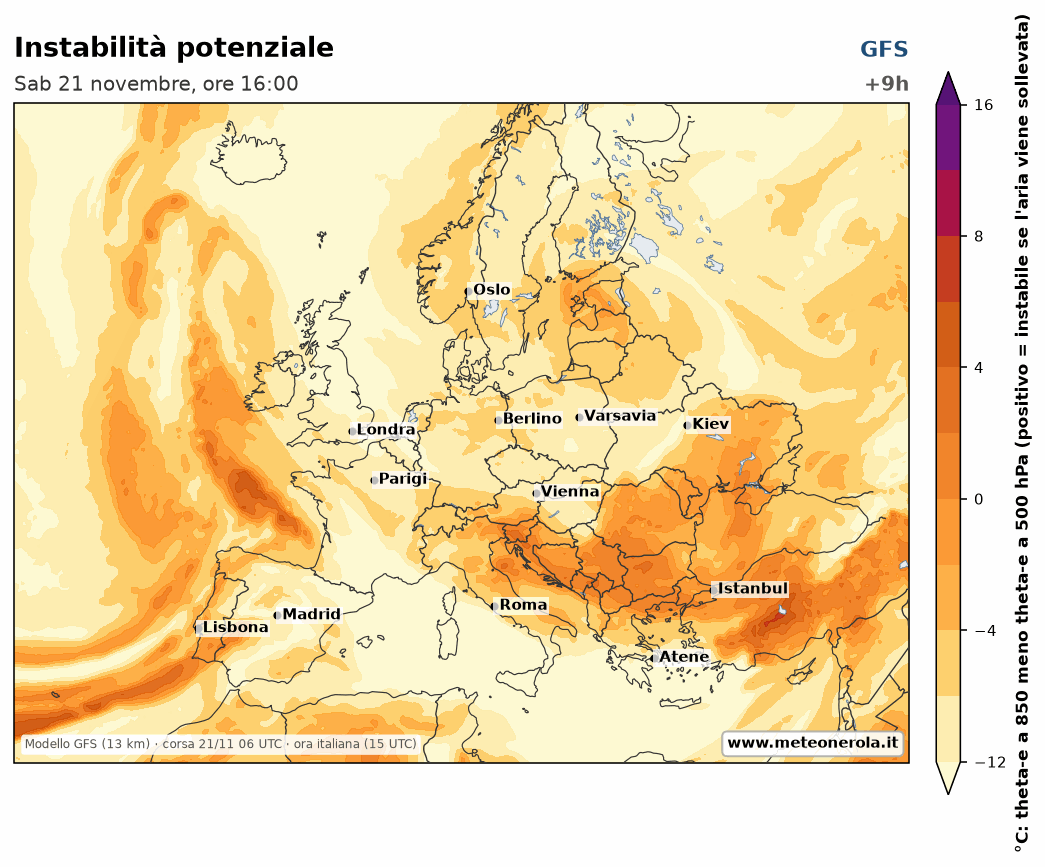 Instabilità potenziale
GFS
Sab 21 novembre, ore 16:00
+9h
Oslo
Berlino
Varsavia
Kiev
Londra
Parigi
Vienna
Istanbul
Roma
Madrid
Lisbona
Atene
Modello GFS (13 km) · corsa 21/11 06 UTC · ora italiana (15 UTC)
www.meteonerola.it
16
8
4
0
−4
−12
°C: theta-e a 850 meno theta-e a 500 hPa (positivo = instabile se l'aria viene sollevata)